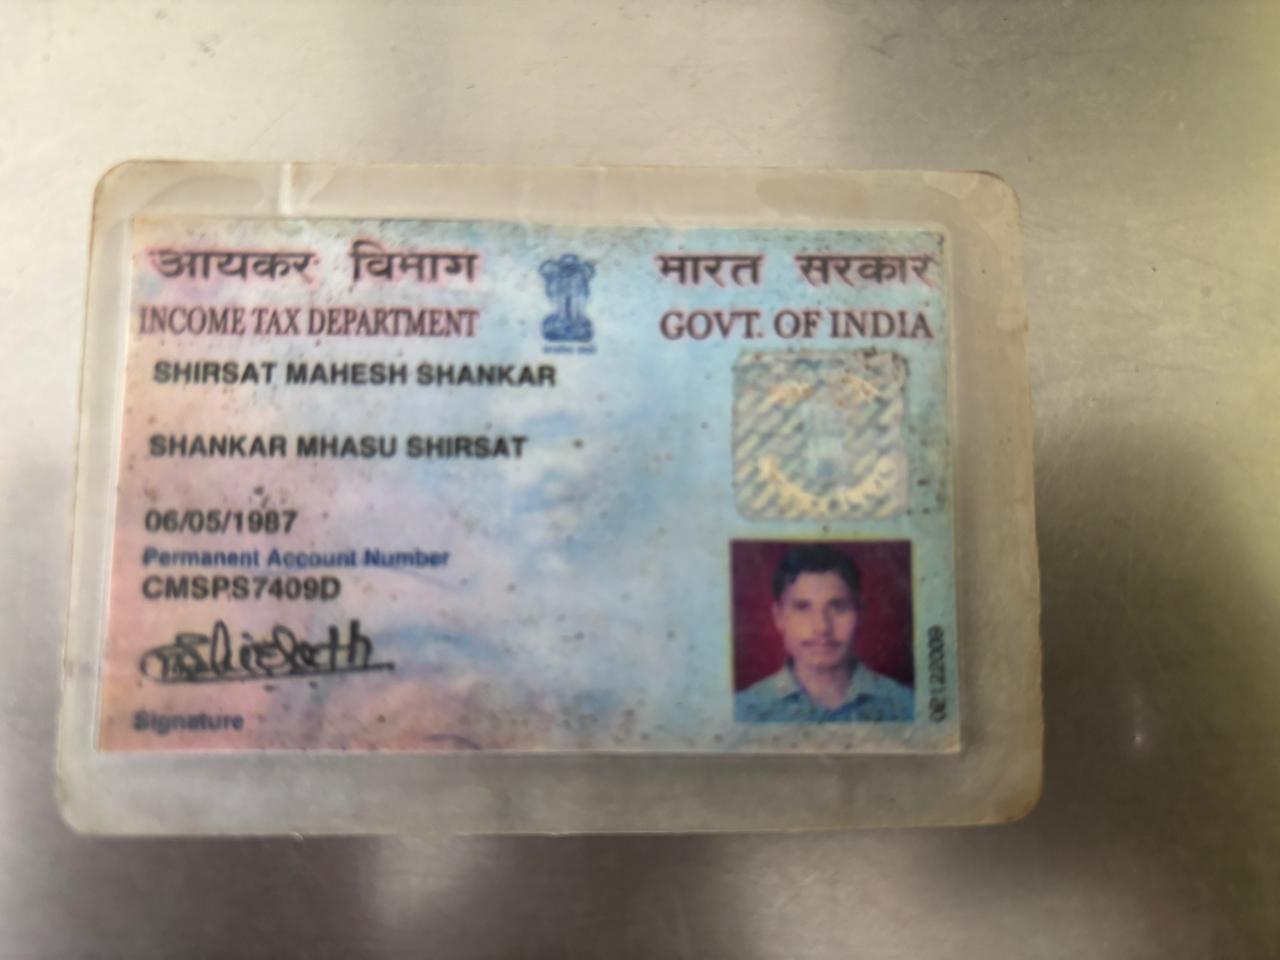 आयकर विभाग
भारत सरकार
INCOME TAX DEPARTMENT
GOVT. OF INDIA
SHIRSAT MAHESH SHANKAR
SHANKAR MHASU SHIRSAT
06/05/1987
Permanent Account Number
CMSPS7409D
Signature
02122009